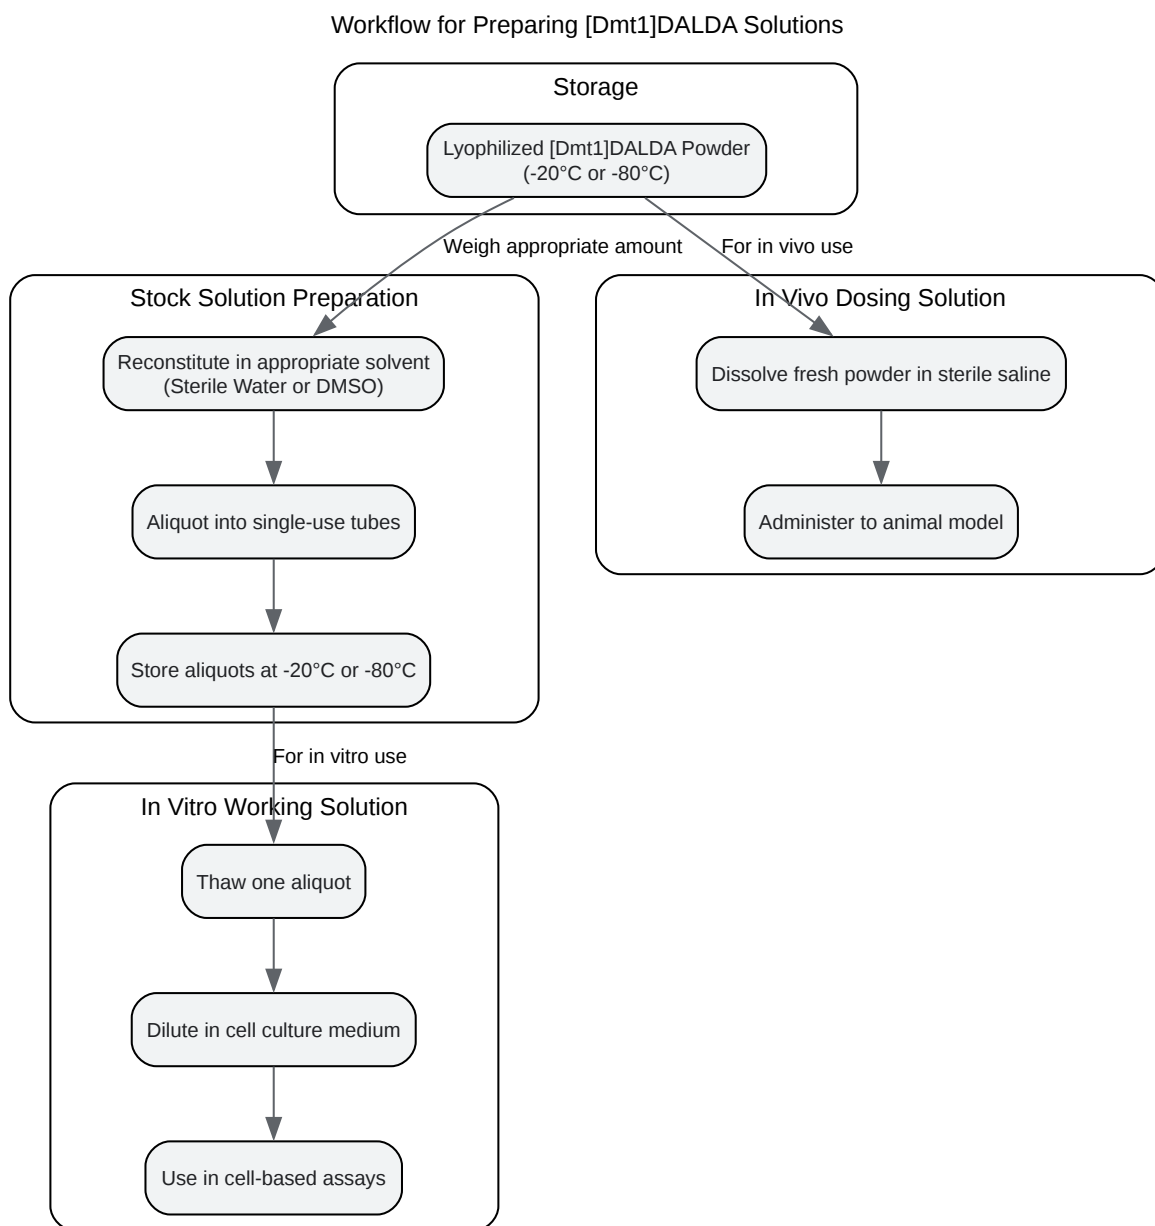 Workflow for Preparing [Dmt1]DALDA Solutions
Storage
Lyophilized [Dmt1]DALDA Powder
(-20°C or -80°C)
Weigh appropriate amount
For in vivo use
Stock Solution Preparation
Reconstitute in appropriate solvent
(Sterile Water or DMSO)
Aliquot into single-use tubes
Store aliquots at -20°C or -80°C
In Vivo Dosing Solution
Dissolve fresh powder in sterile saline
Administer to animal model
For in vitro use
In Vitro Working Solution
Thaw one aliquot
Dilute in cell culture medium
Use in cell-based assays